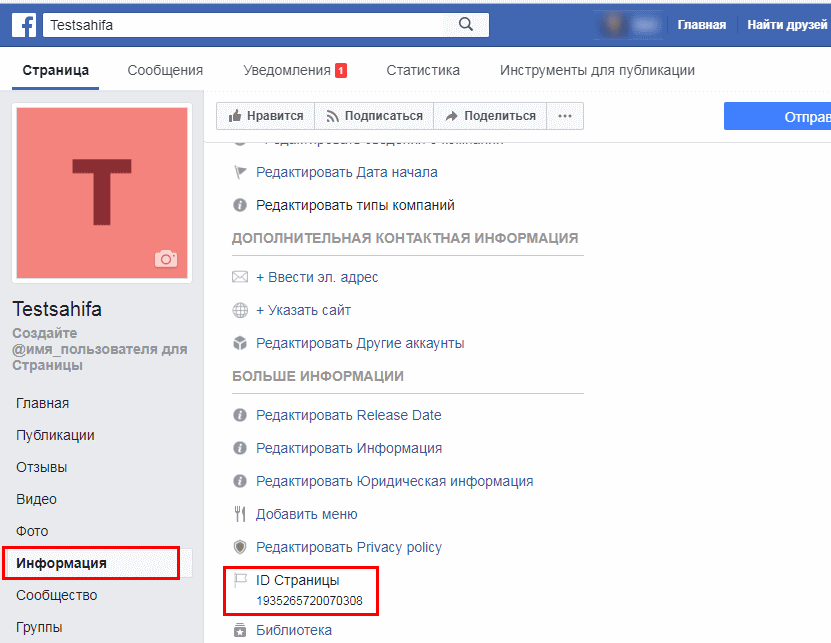 f
Testsahifa
Главная
Найти друзей
Страница
Сообщения
Уведомления 1
Статистика
Инструменты для публикации
T
Testsahifa
Создайте
@имя_пользователя для
Страницы
Главная
Публикации
Отзывы
Видео
Фото
Информация
Сообщество
Группы
Нравится
Подписаться
Поделиться
...
Отправ
Редактировать Дата начала
Редактировать типы компаний
ДОПОЛНИТЕЛЬНАЯ КОНТАКТНАЯ ИНФОРМАЦИЯ
+ Ввести эл. адрес
+ Указать сайт
Редактировать Другие аккаунты
БОЛЬШЕ ИНФОРМАЦИИ
Редактировать Release Date
Редактировать Информация
Редактировать Юридическая информация
Добавить меню
Редактировать Privacy policy
ID Страницы
1935265720070308
Библиотека